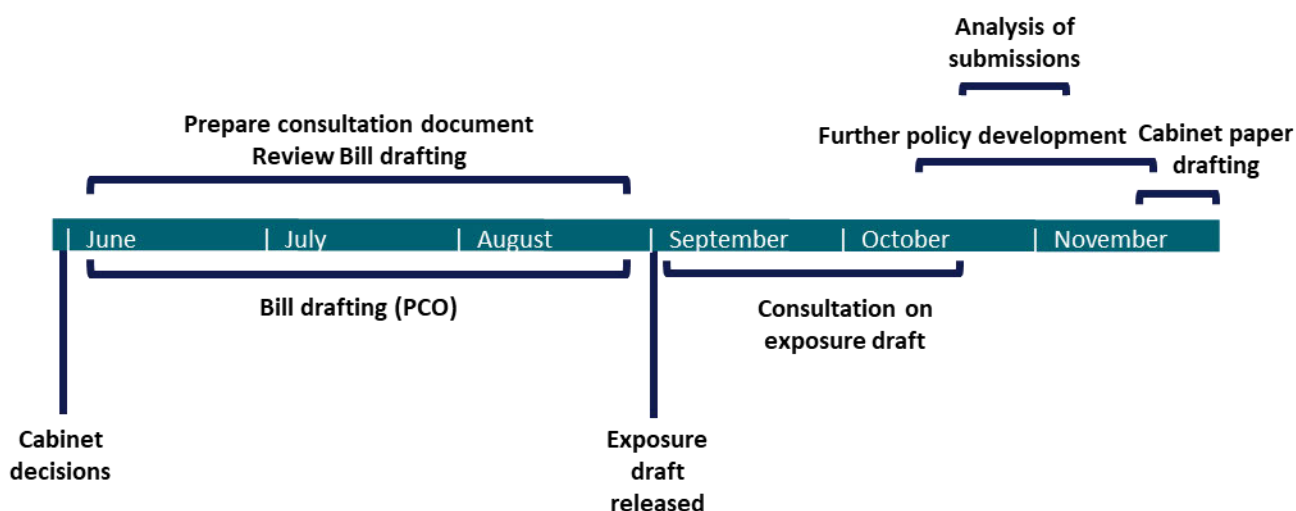 Analysis of
submissions
Prepare consultation document
Review Bill drafting
Further policy development
Cabinet paper
drafting
| June | July | August | September | October | November
Bill drafting (PCO)
Consultation on
exposure draft
Cabinet
decisions
Exposure
draft
released